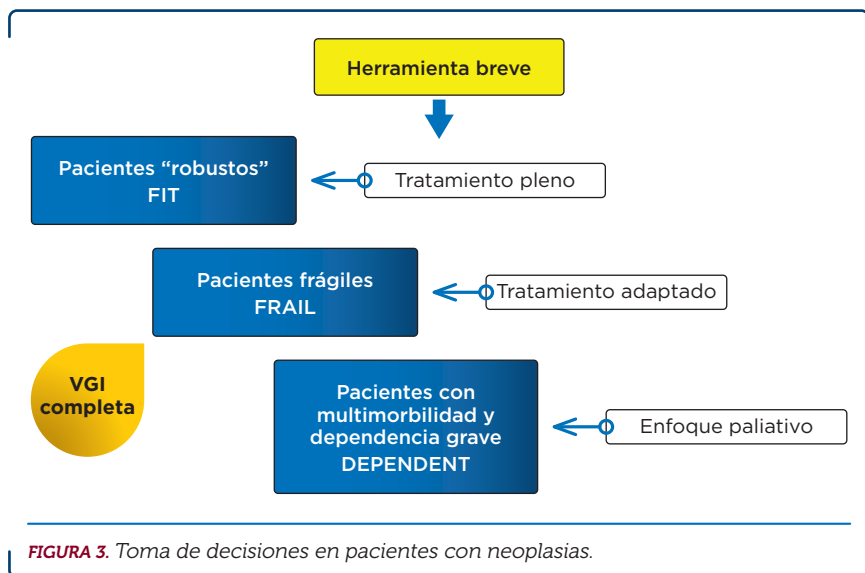 Herramienta breve
Pacientes “robustos”
FIT
Tratamiento pleno
Pacientes frágiles
FRAIL
Tratamiento adaptado
VGI
completa
Pacientes con
multimorbilidad y
dependencia grave
DEPENDENT
Enfoque paliativo
FIGURA 3. Toma de decisiones en pacientes con neoplasias.